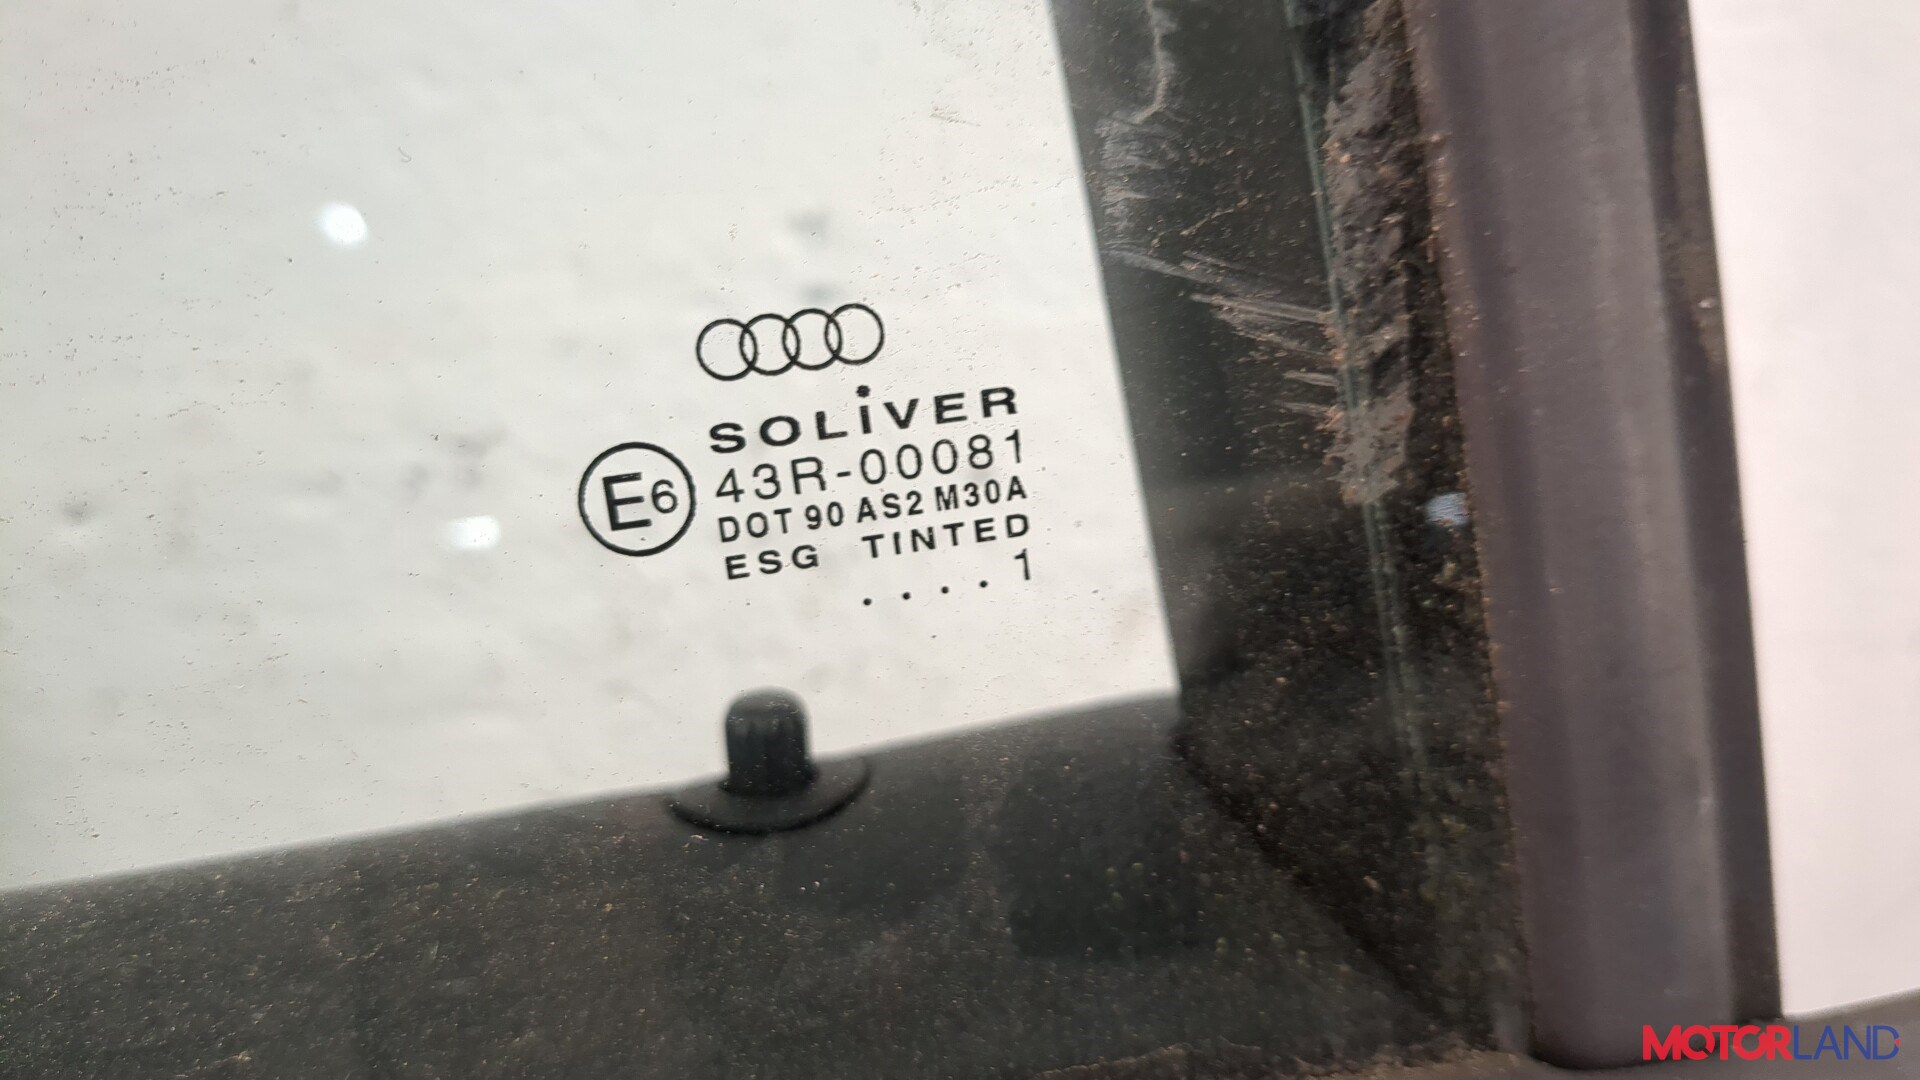 SOLiVER
E6
43R-00081
DOT 90 AS2 M30A
ESG TINTED
. . . . 1
MOTORLAND